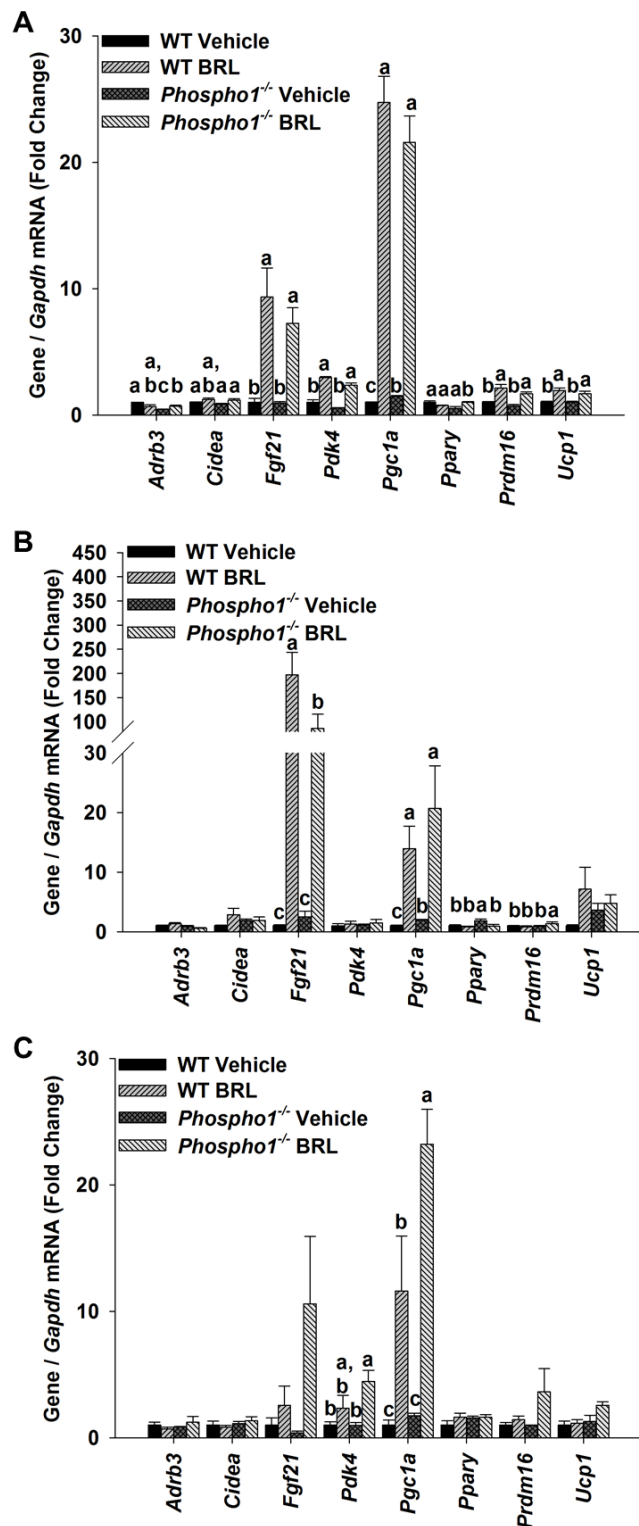 A
Gene / Gapdh mRNA (Fold Change)
30
20
10
0
WT Vehicle
WT BRL
Phospho1-/- Vehicle
Phospho1-/- BRL
a a
a a
a, a, a a a a a a
a b c b a b a a b b b b c b a a a b b b b b
Adrb3 Cidea Fgf21 Pdk4 Pgc1a Ppary Prdm16 Ucp1
B
Gene / Gapdh mRNA (Fold Change)
450
400
350
300
250
200
150
100
30
20
10
0
WT Vehicle
WT BRL
Phospho1-/- Vehicle
Phospho1-/- BRL
a
b
a a
c c c b b b a b b b b a
Adrb3 Cidea Fgf21 Pdk4 Pgc1a Ppary Prdm16 Ucp1
C
Gene / Gapdh mRNA (Fold Change)
30
20
10
0
WT Vehicle
WT BRL
Phospho1-/- Vehicle
Phospho1-/- BRL
a
b
a, a
b b b c c
Adrb3 Cidea Fgf21 Pdk4 Pgc1a Ppary Prdm16 Ucp1